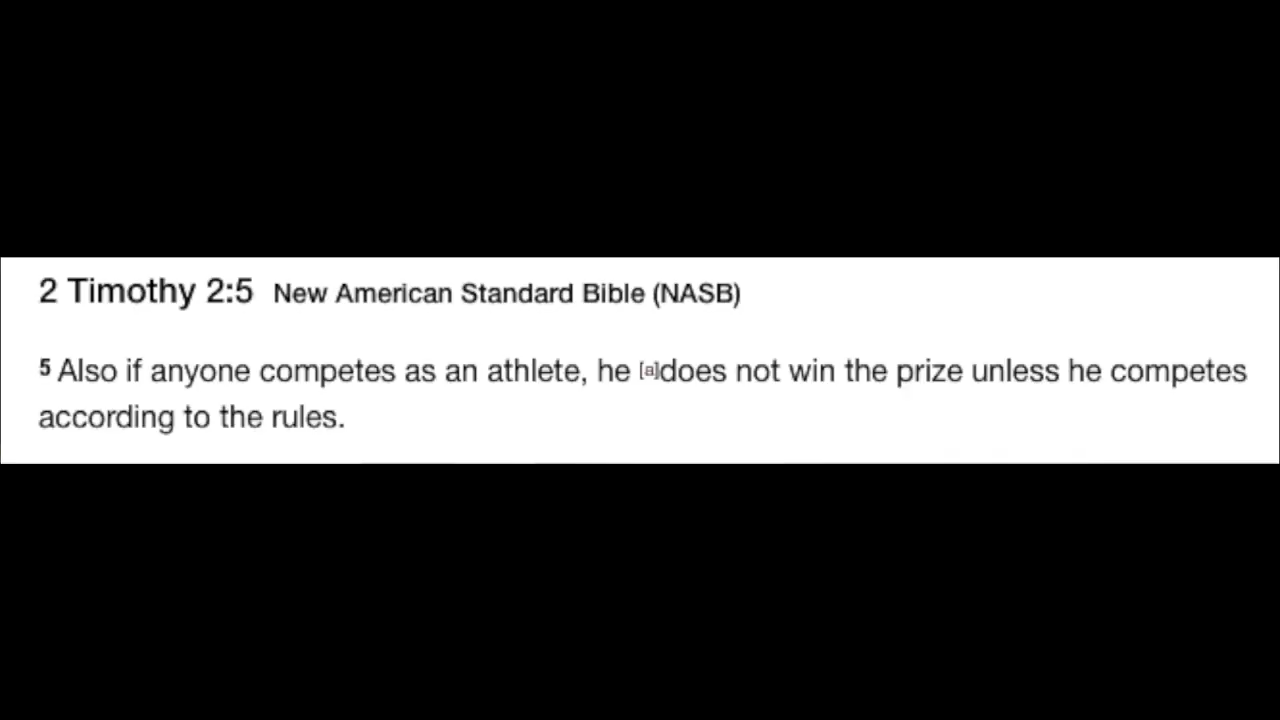 2 Timothy 2:5 New American Standard Bible (NASB)
5 Also if anyone competes as an athlete, he [a]does not win the prize unless he competes
according to the rules.